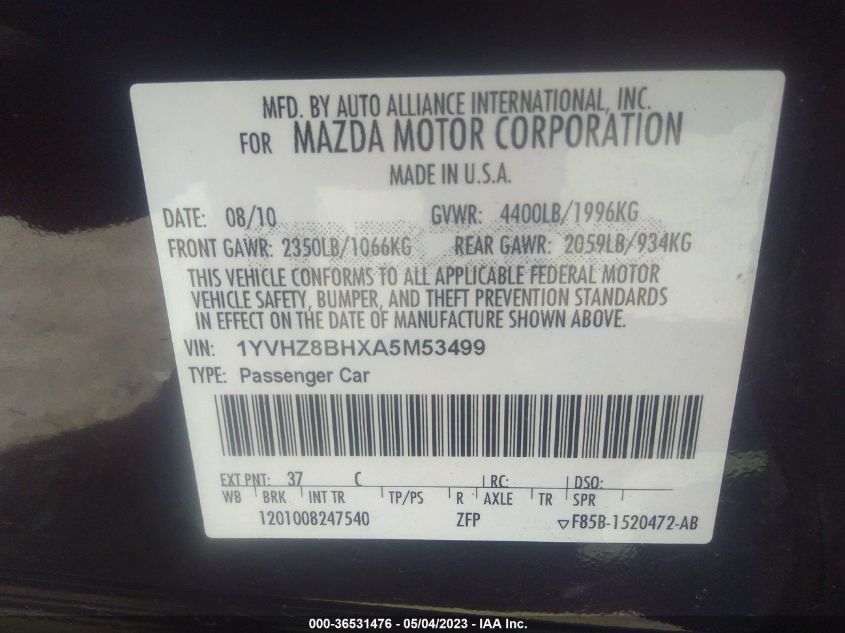 MFD. BY AUTO ALLIANCE INTERNATIONAL, INC.
FOR MAZDA MOTOR CORPORATION
MADE IN U.S.A.
DATE: 08/10 GVWR: 4400LB/1996KG
FRONT GAWR: 2350LB/1066KG REAR GAWR: 2059LB/934KG
THIS VEHICLE CONFORMS TO ALL APPLICABLE FEDERAL MOTOR
VEHICLE SAFETY, BUMPER, AND THEFT PREVENTION STANDARDS
IN EFFECT ON THE DATE OF MANUFACTURE SHOWN ABOVE.
VIN: 1YVHZ8BHXA5M53499
TYPE: Passenger Car
EXT PNT: 37 C RC: DSO:
WB BRK INT TR TP/PS R AXLE TR SPR
1201008247540 ZFP ▽F85B-1520472-AB
000-36531476 - 05/04/2023 - IAA Inc.